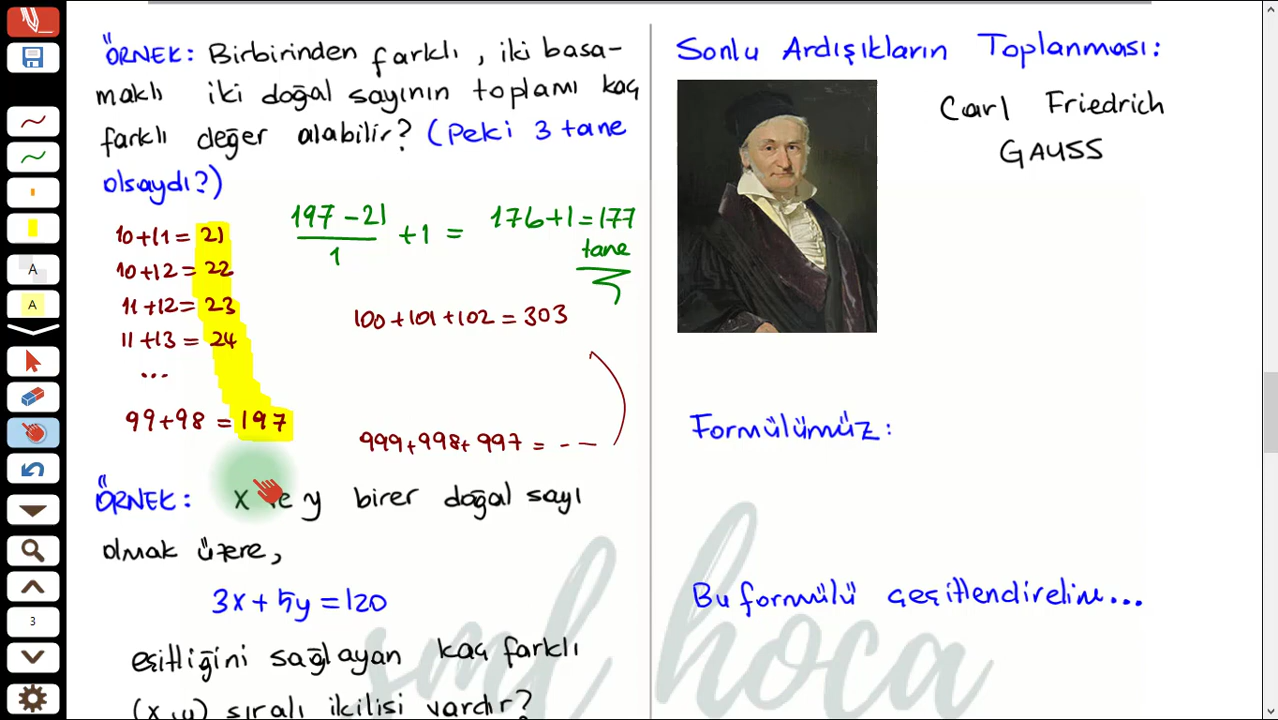 ÖRNEK: Birbirinden farklı, iki basa-
maklı iki doğal sayının toplamı kaç
farklı değer alabilir? (Peki 3 tane
olsaydı?)
10+11 = 21
10+12 = 22
11+12 = 23
11+13 = 24
...
99+98 = 197
197-21
1
+1 = 176+1=177
tane
100+101+102 = 303
999+998+997 = ---
ÖRNEK: x y birer doğal sayı
olmak üzere,
3x+5y=120
eşitliğini sağlayan kaç farklı
(x,y) sıralı ikilisi vardır?
Sonlu Ardışıkların Toplanması:
Carl Friedrich
GAUSS
Formülümüz:
Bu formülü çeşitlendirelim...
sml hoca
A
A
3